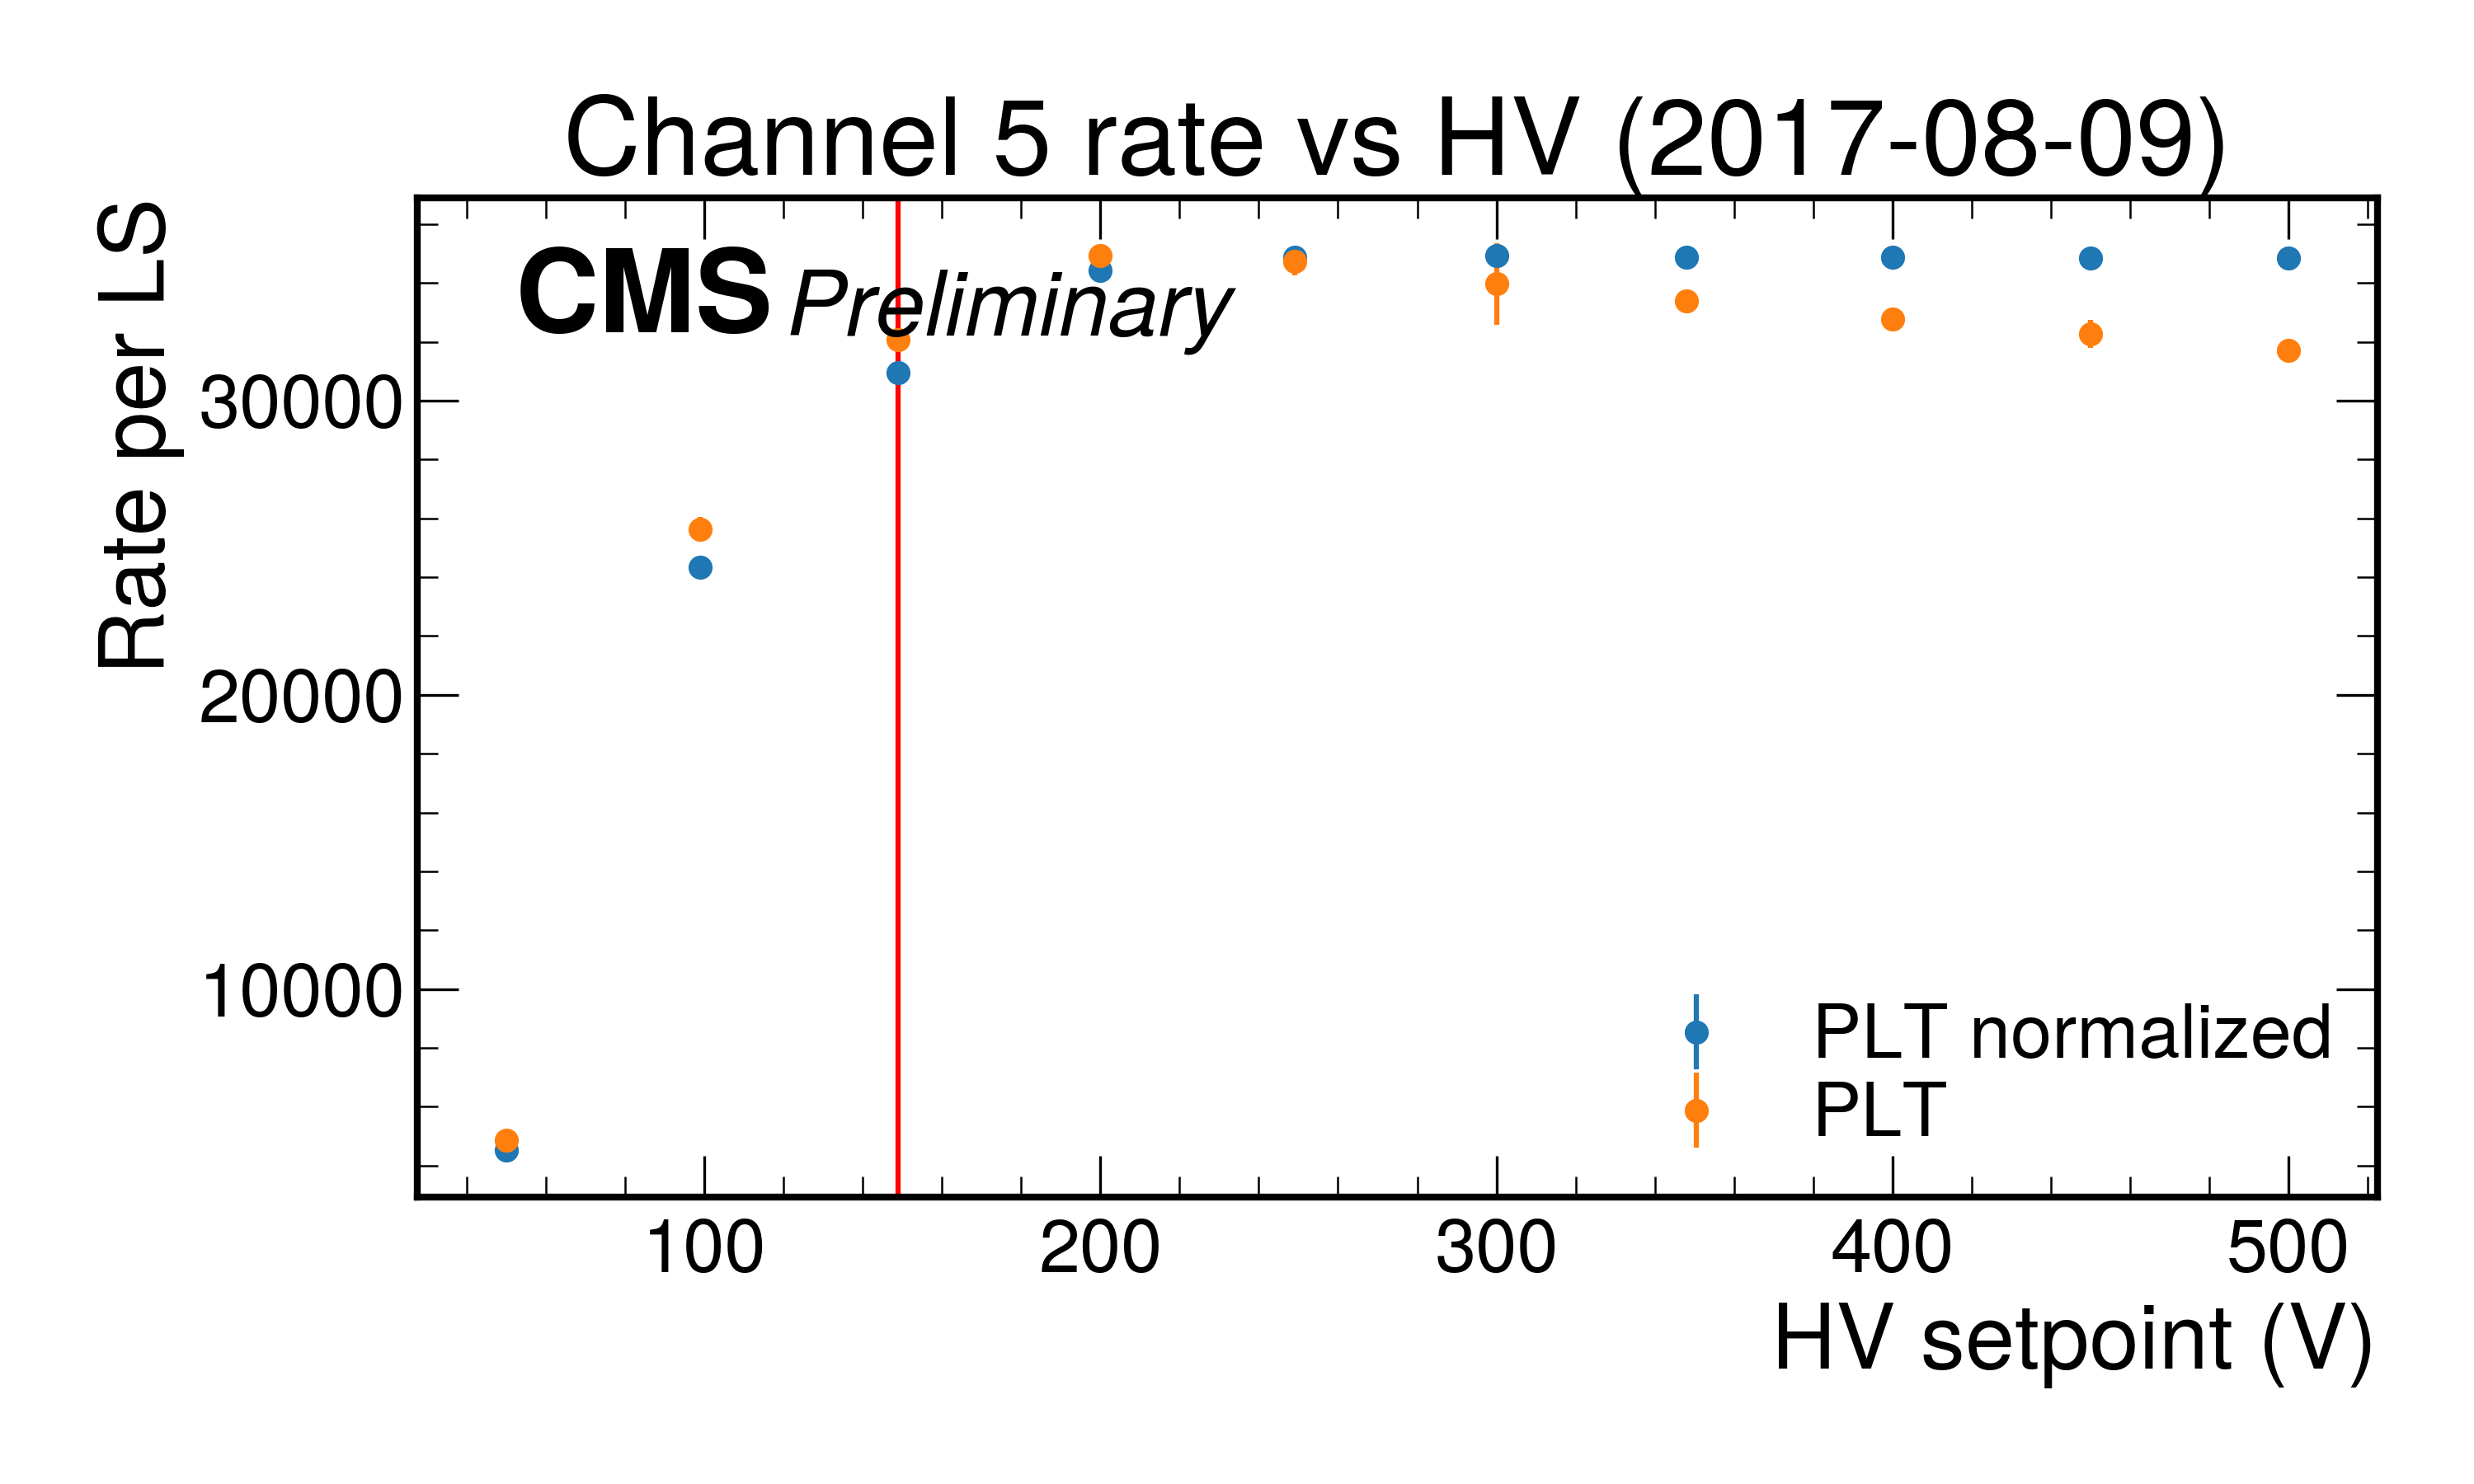 Channel 5 rate vs HV (2017-08-09)
CMS Preliminary
Rate per LS
30000
20000
10000
PLT normalized
PLT
100 200 300 400 500
HV setpoint (V)